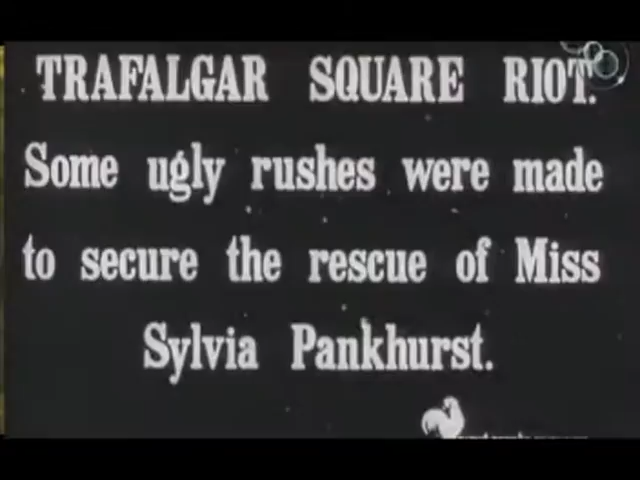 TRAFALGAR SQUARE RIOT.
Some ugly rushes were made
to secure the rescue of Miss
Sylvia Pankhurst.